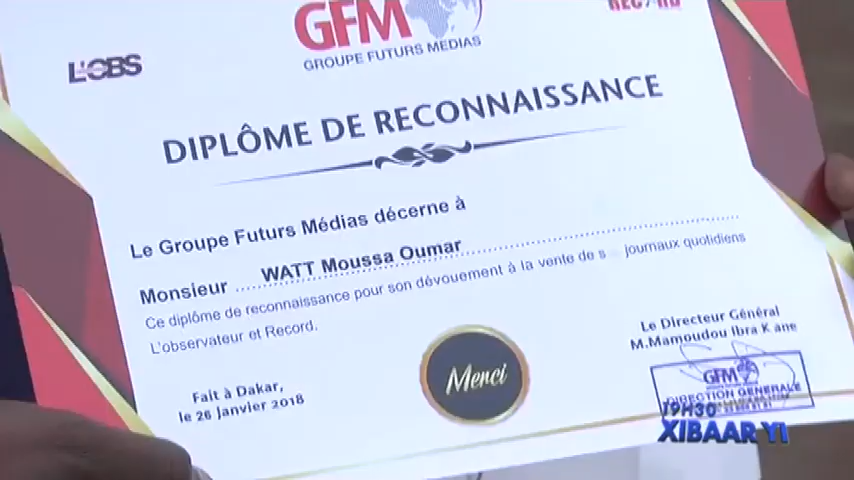 L'OBS
GFM
GROUPE FUTURS MÉDIAS
DIPLÔME DE RECONNAISSANCE
Le Groupe Futurs Médias décerne à
Monsieur WATT Moussa Oumar
Ce diplôme de reconnaissance pour son dévouement à la vente de journaux quotidiens
L'observateur et Record.
Merci
Fait à Dakar,
le 26 janvier 2018
Le Directeur Général
M.Mamoudou Ibra Kane
GFM
DIRECTION GENERALE
19H30
XIBAAR YI